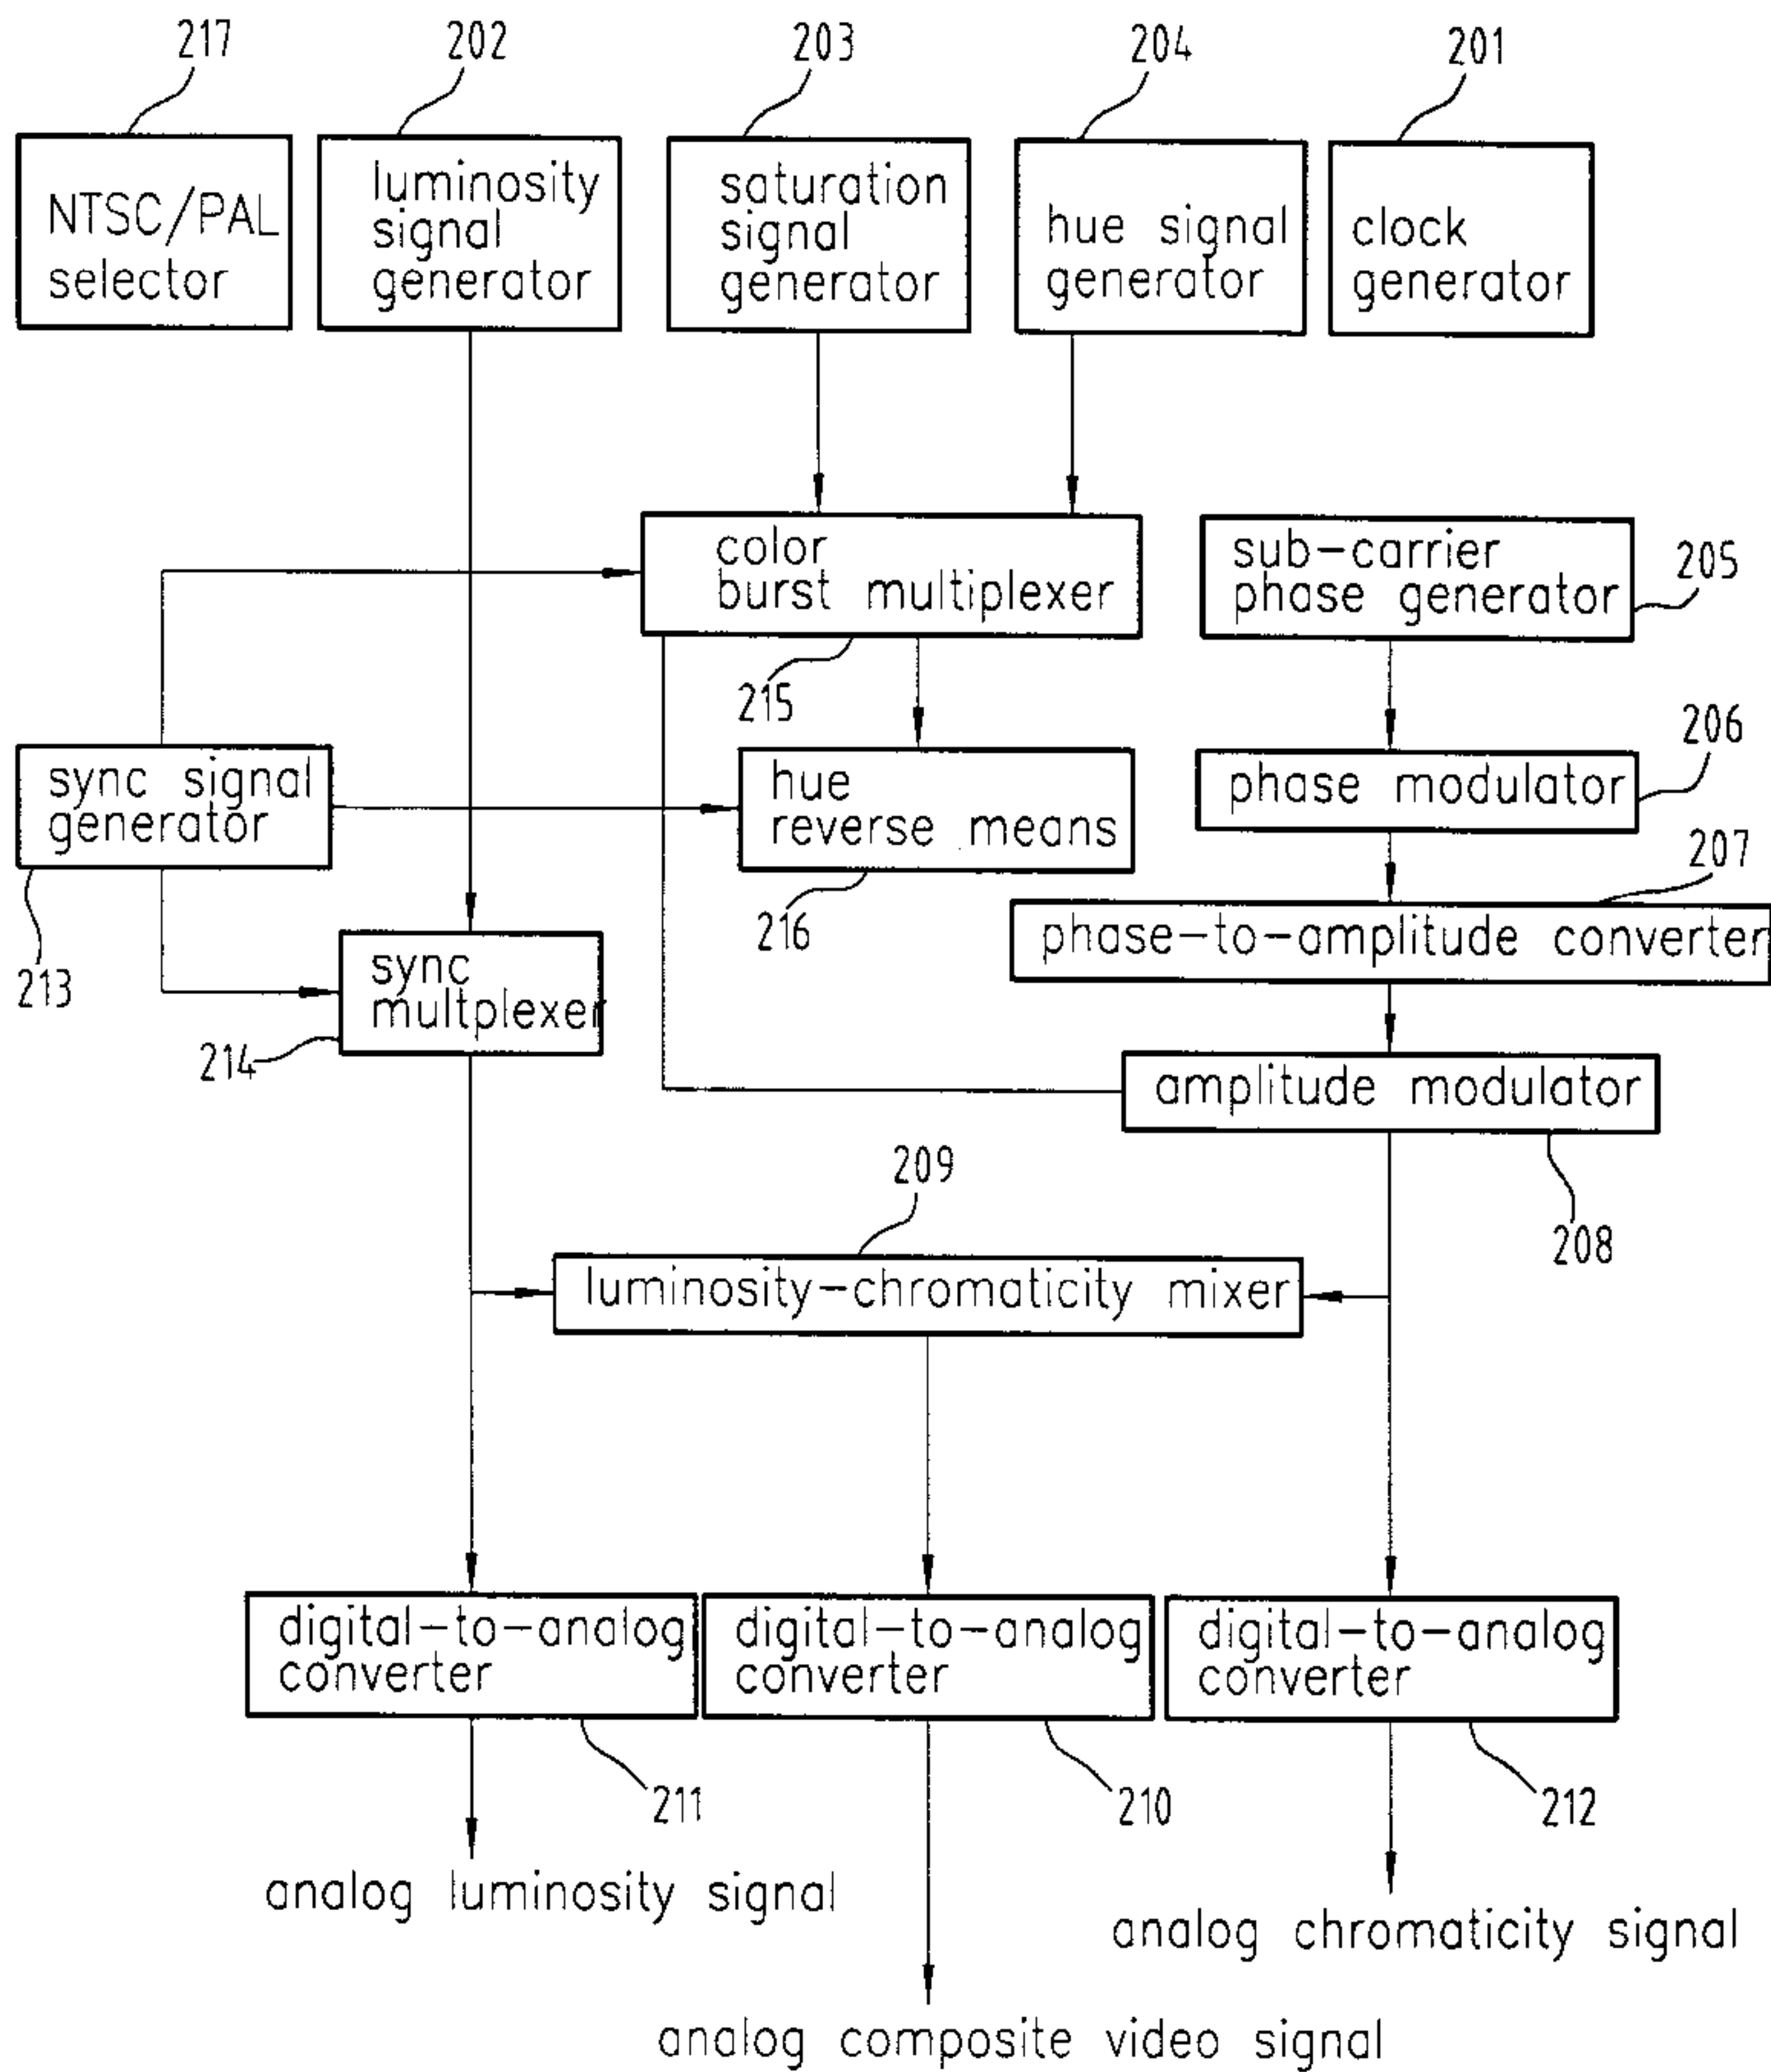 217
202
203
204
201
NTSC/PAL
selector
luminosity
signal
generator
saturation
signal
generator
hue signal
generator
clock
generator
color
burst multiplexer
215
sub-carrier
phase generator
205
sync signal
generator
213
hue
reverse means
216
phase modulator
206
207
phase-to-amplitude converter
sync
multplexer
214
amplitude modulator
208
209
luminosity-chromaticity mixer
digital-to-analog
converter
211
digital-to-analog
converter
210
digital-to-analog
converter
212
analog luminosity signal
analog chromaticity signal
analog composite video signal